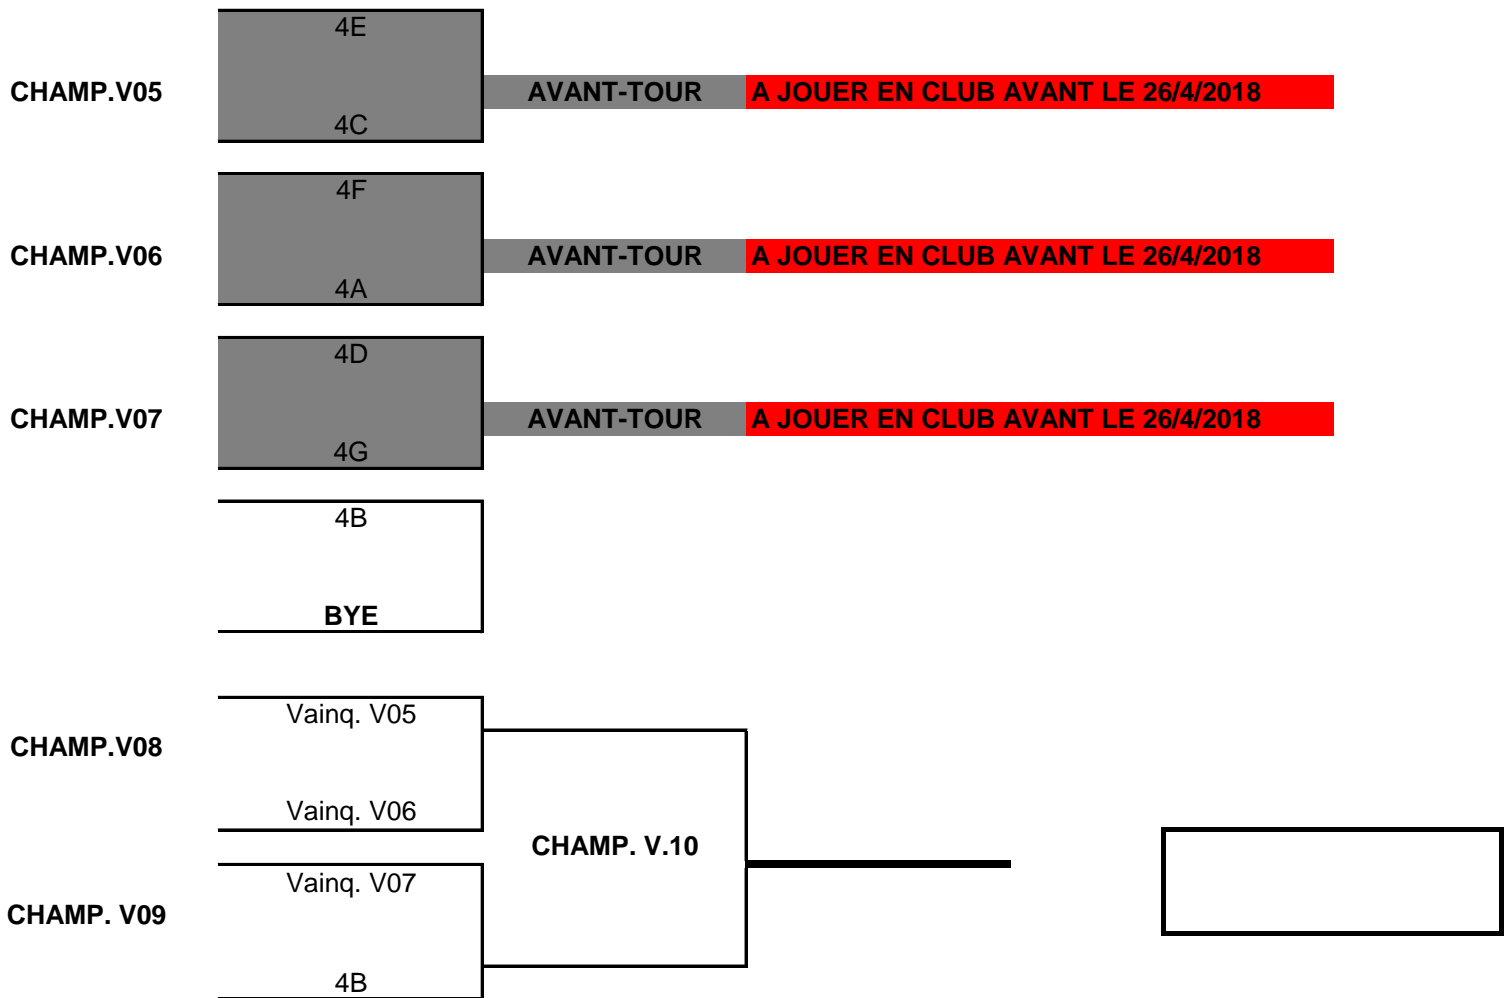 4E
CHAMP.V05 AVANT-TOUR A JOUER EN CLUB AVANT LE 26/4/2018
4C
4F
CHAMP.V06 AVANT-TOUR A JOUER EN CLUB AVANT LE 26/4/2018
4A
4D
CHAMP.V07 AVANT-TOUR A JOUER EN CLUB AVANT LE 26/4/2018
4G
4B
BYE
Vainq. V05
CHAMP.V08
Vainq. V06
CHAMP. V.10
Vainq. V07
CHAMP. V09
4B